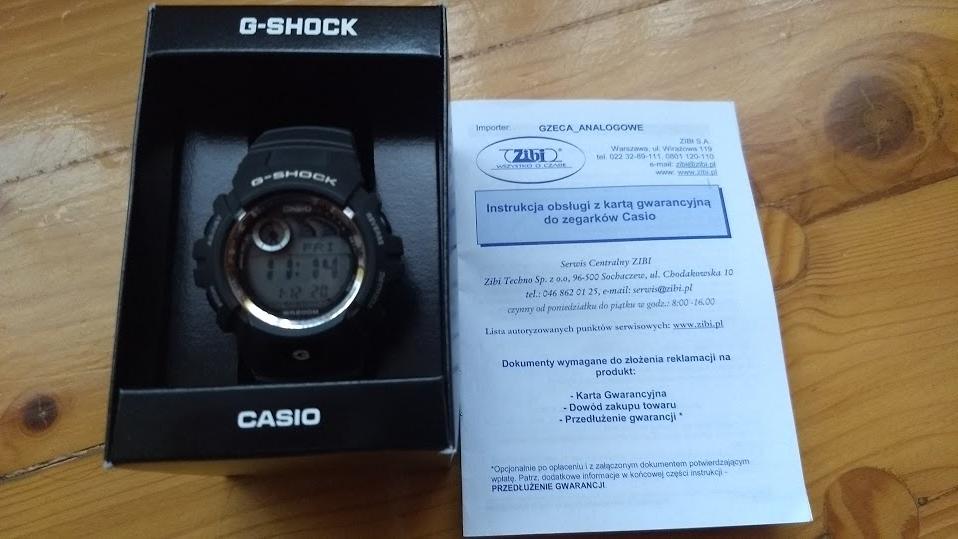 G-SHOCK
G-SHOCK
CASIO
FRI
WR20BAR
G
CASIO
Importer: GZECA_ANALOGOWE
Zibi
WSZYSTKO O CZASIE
ZIBI S.A.
Warszawa, ul. Wirażowa 119
tel. 022 32-89-111, 0801 120-110
e-mail: zibi@zibi.pl
www: www.zibi.pl
Instrukcja obsługi z kartą gwarancyjną
do zegarków Casio
Serwis Centralny ZIBI
Zibi Techno Sp. z o.o, 96-500 Sochaczew, ul. Chodakowska 10
tel.: 046 862 01 25, e-mail: serwis@zibi.pl
czynny od poniedziałku do piątku w godz.: 8:00 -16.00
Lista autoryzowanych punktów serwisowych: www.zibi.pl
Dokumenty wymagane do złożenia reklamacji na
produkt:
- Karta Gwarancyjna
- Dowód zakupu towaru
- Przedłużenie gwarancji *
*Opcjonalnie po opłaceniu i z załączonym dokumentem potwierdzającym
wpłatę. Patrz, dodatkowe informacje w końcowej części instrukcji -
PRZEDŁUŻENIE GWARANCJI